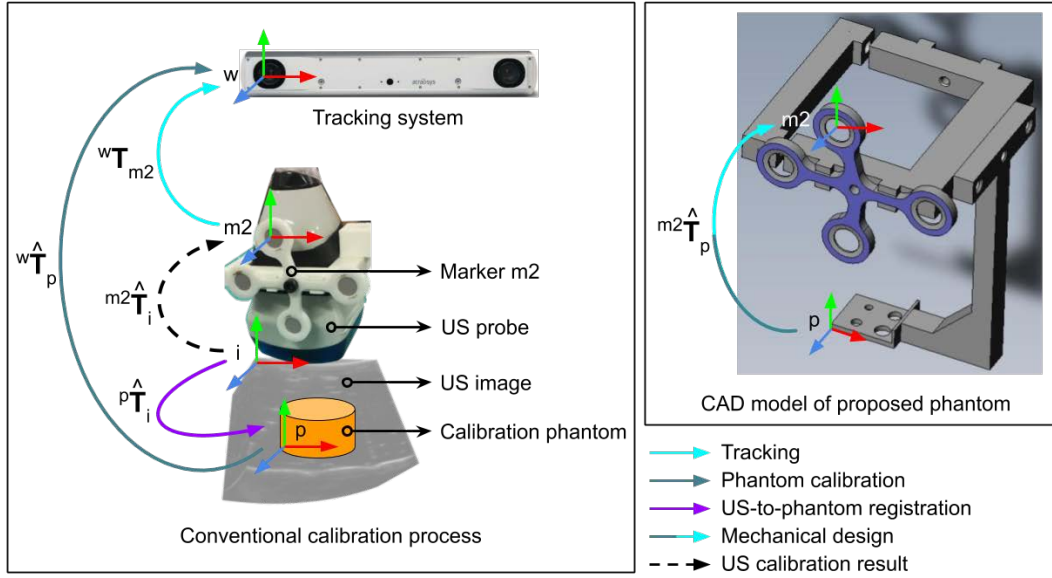 w
Tracking system
ʷT_m2
m2
Marker m2
ʷT̂_p
ᵐ²T̂_i
US probe
i
US image
ᵖT̂_i
p
Calibration phantom
Conventional calibration process
m2
ᵐ²T̂_p
p
CAD model of proposed phantom
Tracking
Phantom calibration
US-to-phantom registration
Mechanical design
US calibration result